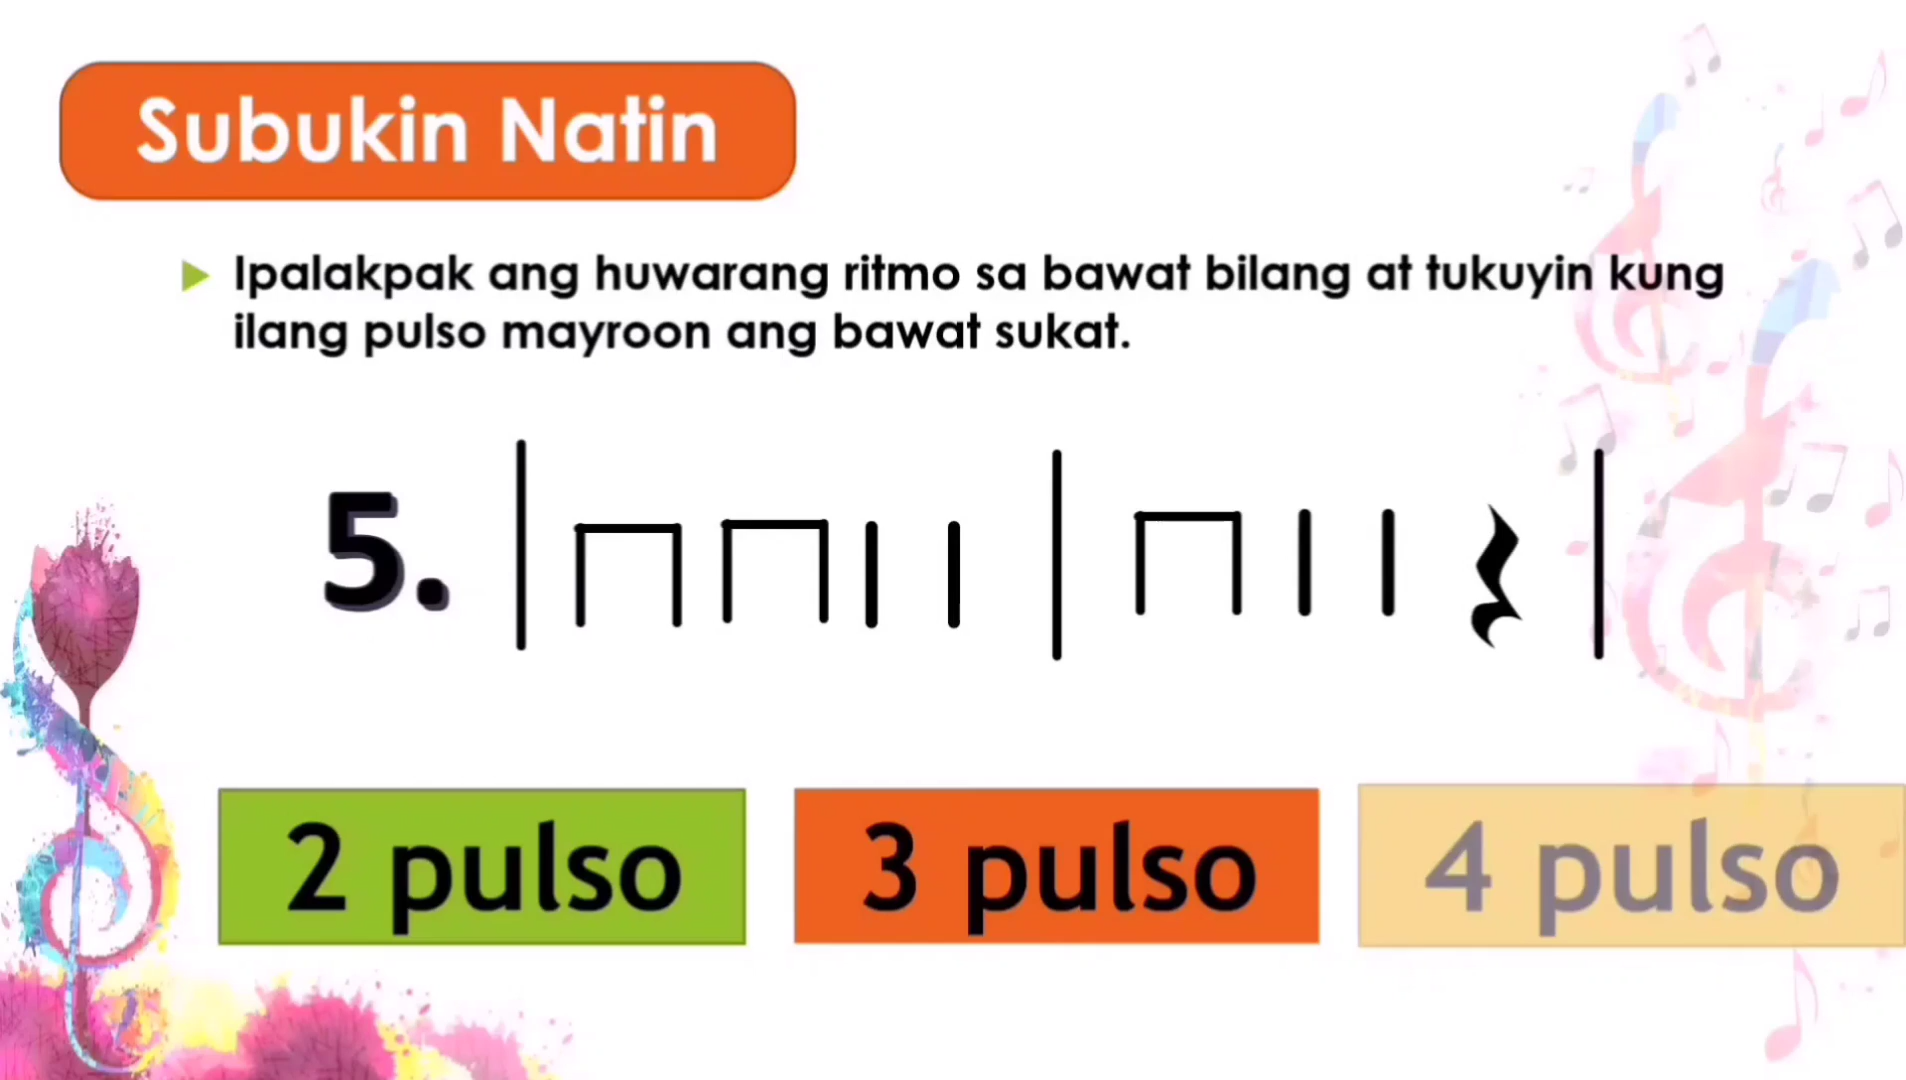 Subukin Natin
Ipalakpak ang huwarang ritmo sa bawat bilang at tukuyin kung
ilang pulso mayroon ang bawat sukat.
5.
2 pulso
3 pulso
4 pulso